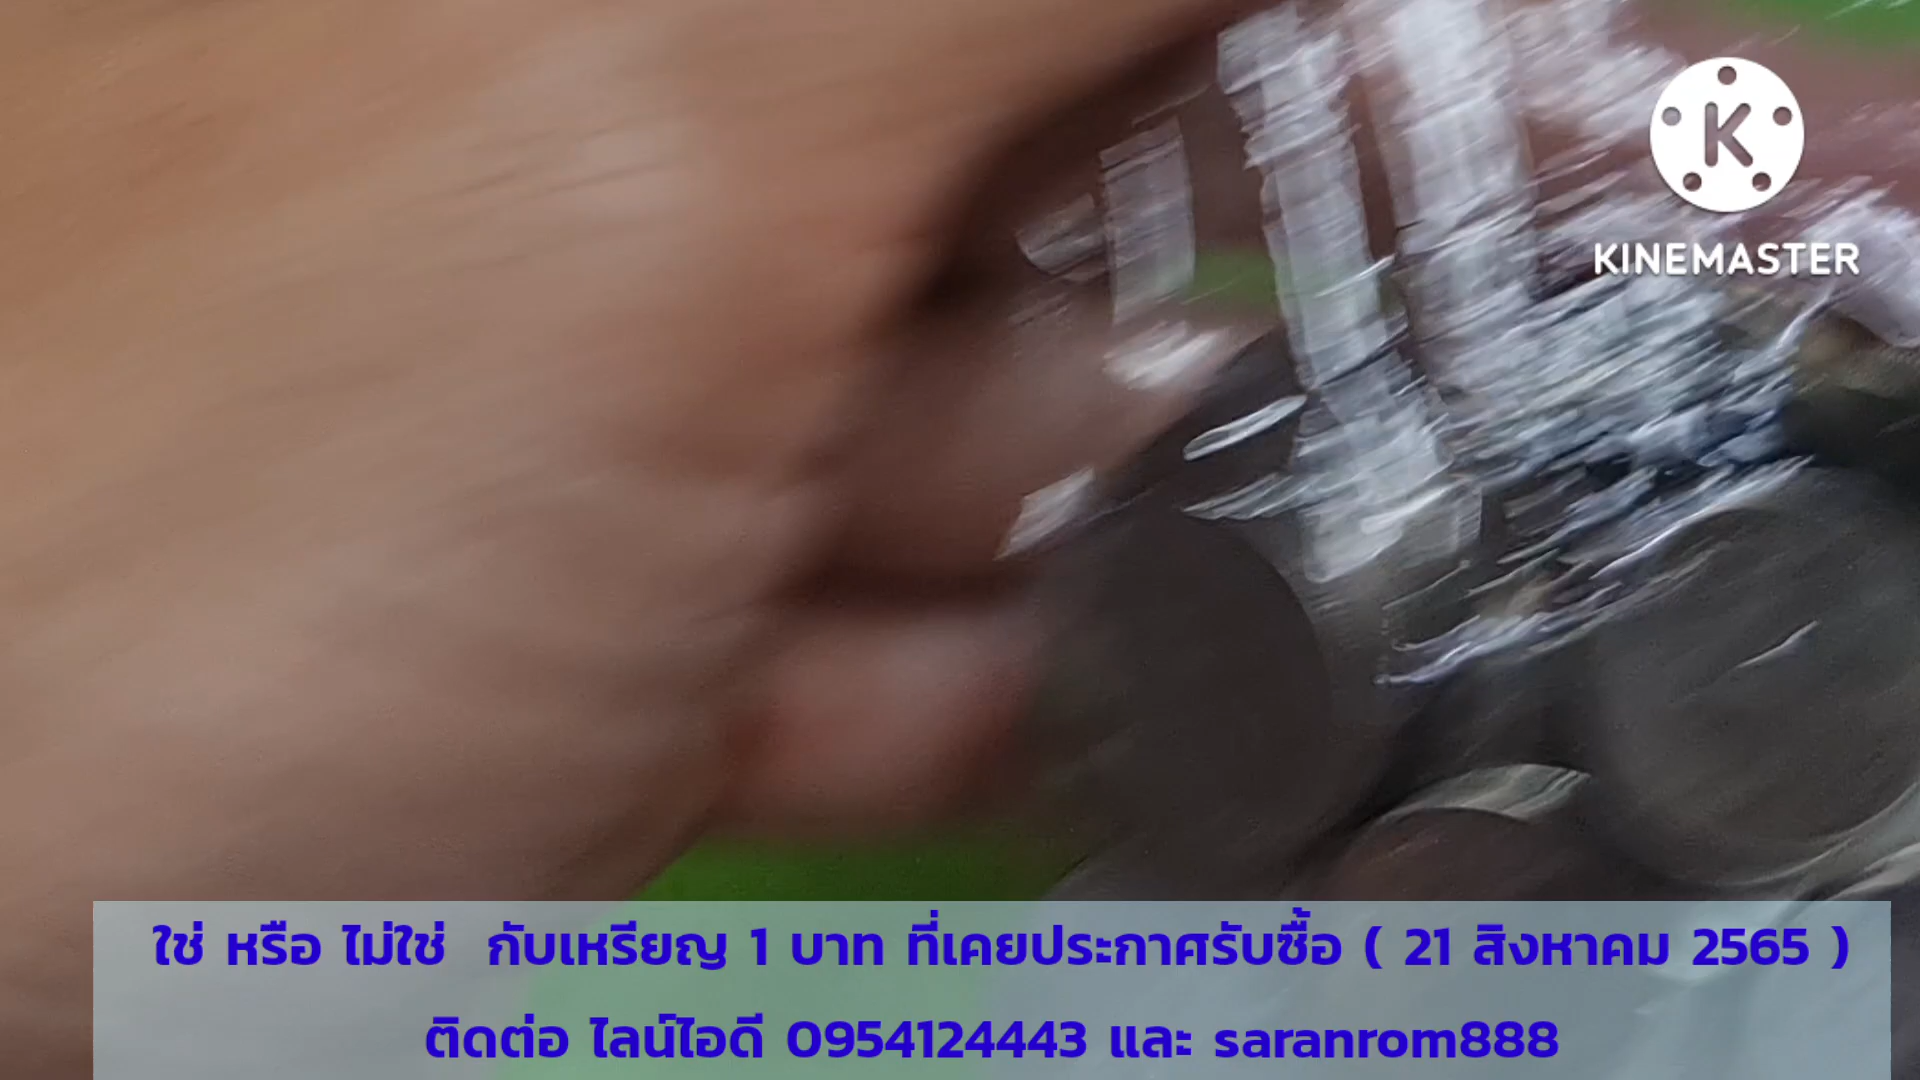 K
KINEMASTER
ใช่ หรือ ไม่ใช่ กับเหรียญ 1 บาท ที่เคยประกาศรับซื้อ ( 21 สิงหาคม 2565 )
ติดต่อ ไลน์ไอดี 0954124443 และ saranrom888